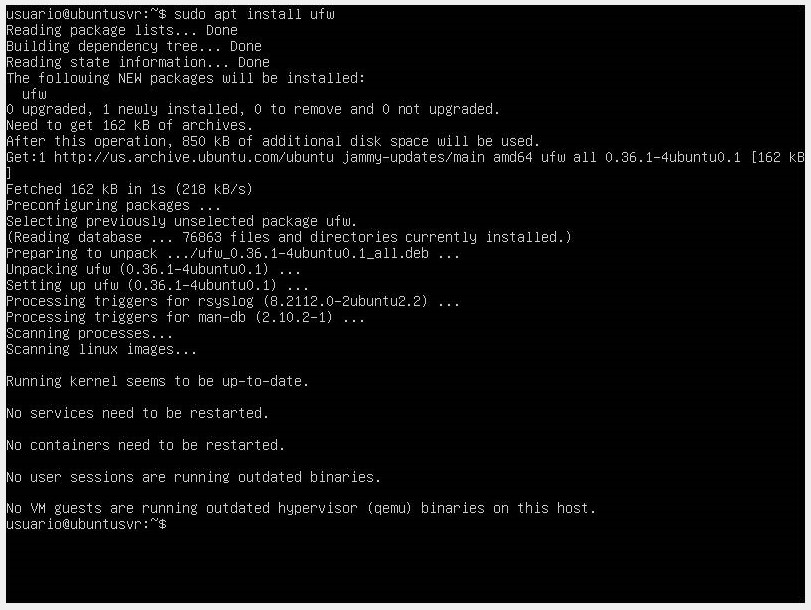 usuario@ubuntusvr:~$ sudo apt install ufw
Reading package lists... Done
Building dependency tree... Done
Reading state information... Done
The following NEW packages will be installed:
  ufw
0 upgraded, 1 newly installed, 0 to remove and 0 not upgraded.
Need to get 162 kB of archives.
After this operation, 850 kB of additional disk space will be used.
Get:1 http://us.archive.ubuntu.com/ubuntu jammy-updates/main amd64 ufw all 0.36.1-4ubuntu0.1 [162 kB
]
Fetched 162 kB in 1s (218 kB/s)
Preconfiguring packages ...
Selecting previously unselected package ufw.
(Reading database ... 76863 files and directories currently installed.)
Preparing to unpack .../ufw_0.36.1-4ubuntu0.1_all.deb ...
Unpacking ufw (0.36.1-4ubuntu0.1) ...
Setting up ufw (0.36.1-4ubuntu0.1) ...
Processing triggers for rsyslog (8.2112.0-2ubuntu2.2) ...
Processing triggers for man-db (2.10.2-1) ...
Scanning processes...
Scanning linux images...

Running kernel seems to be up-to-date.

No services need to be restarted.

No containers need to be restarted.

No user sessions are running outdated binaries.

No VM guests are running outdated hypervisor (qemu) binaries on this host.
usuario@ubuntusvr:~$